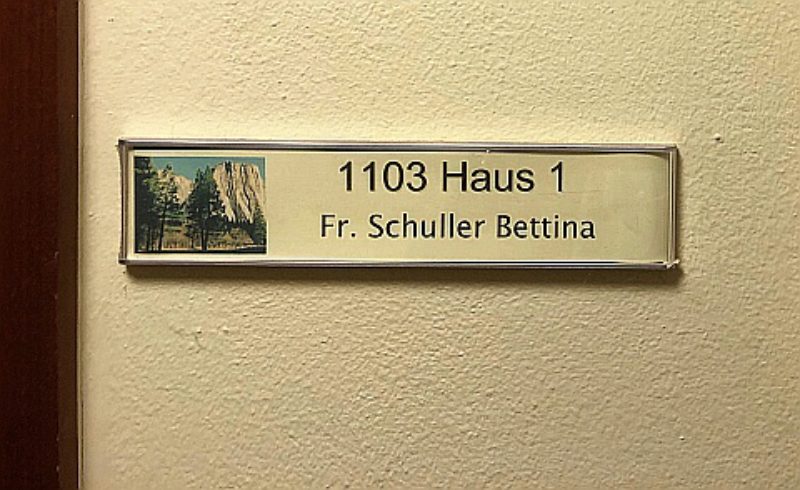 1103 Haus 1
Fr. Schuller Bettina